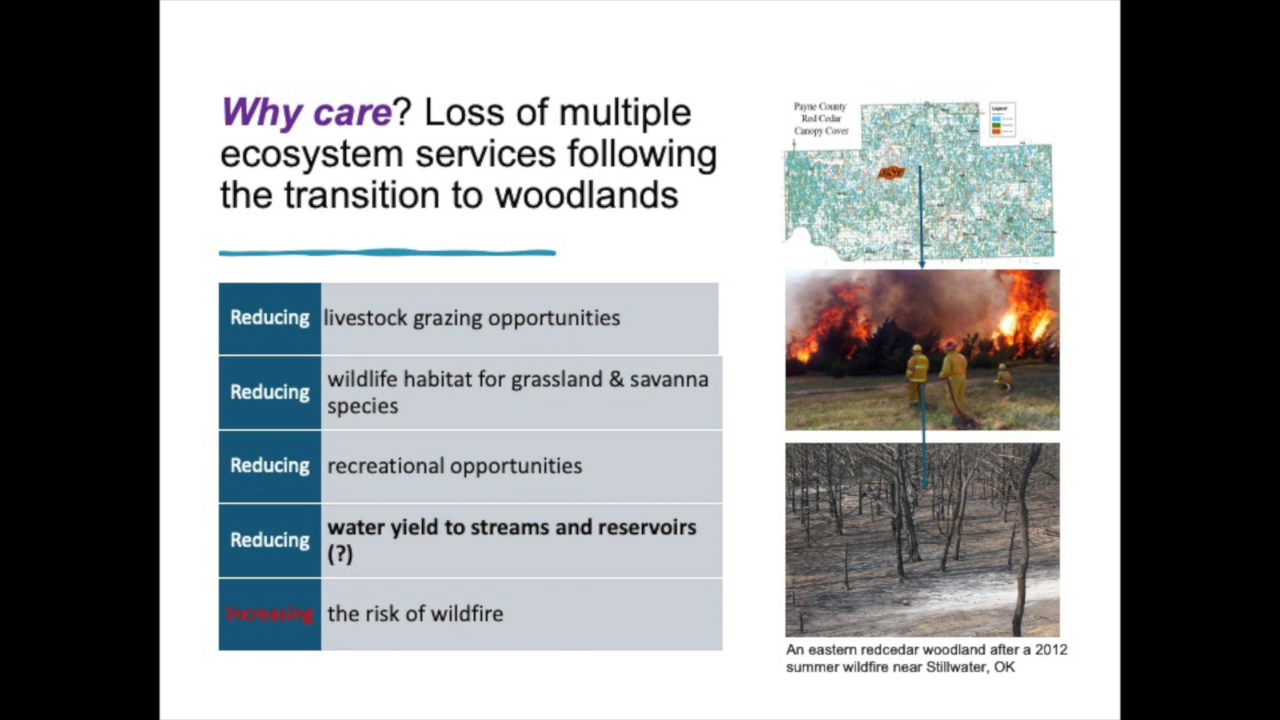 Why care? Loss of multiple
ecosystem services following
the transition to woodlands
Reducing livestock grazing opportunities
Reducing wildlife habitat for grassland & savanna
species
Reducing recreational opportunities
Reducing water yield to streams and reservoirs
(?)
Increasing the risk of wildfire
Payne County
Red Cedar
Canopy Cover
Legend
An eastern redcedar woodland after a 2012
summer wildfire near Stillwater, OK